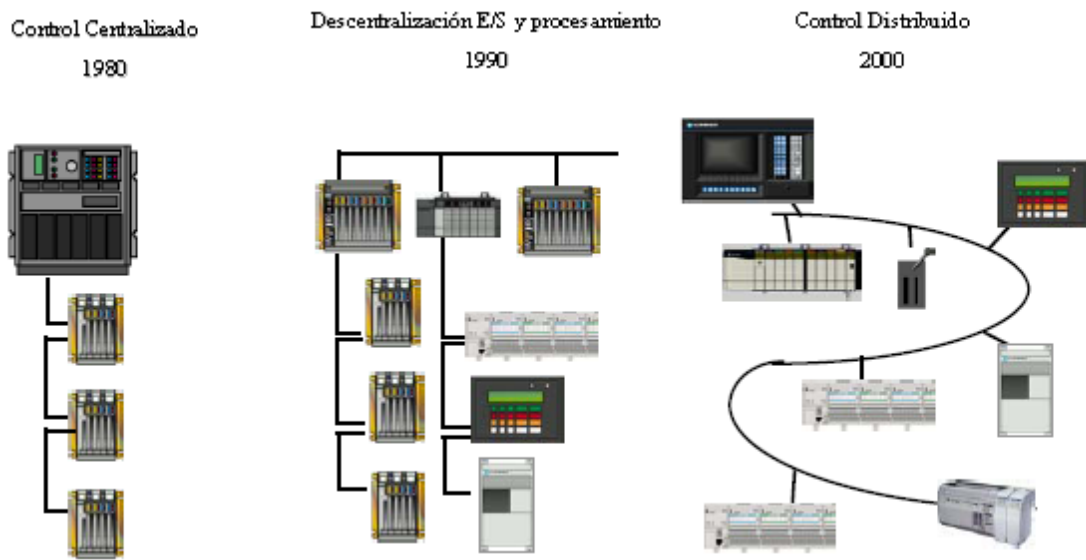 Control Centralizado
1980
Descentralización E/S y procesamiento
1990
Control Distribuido
2000